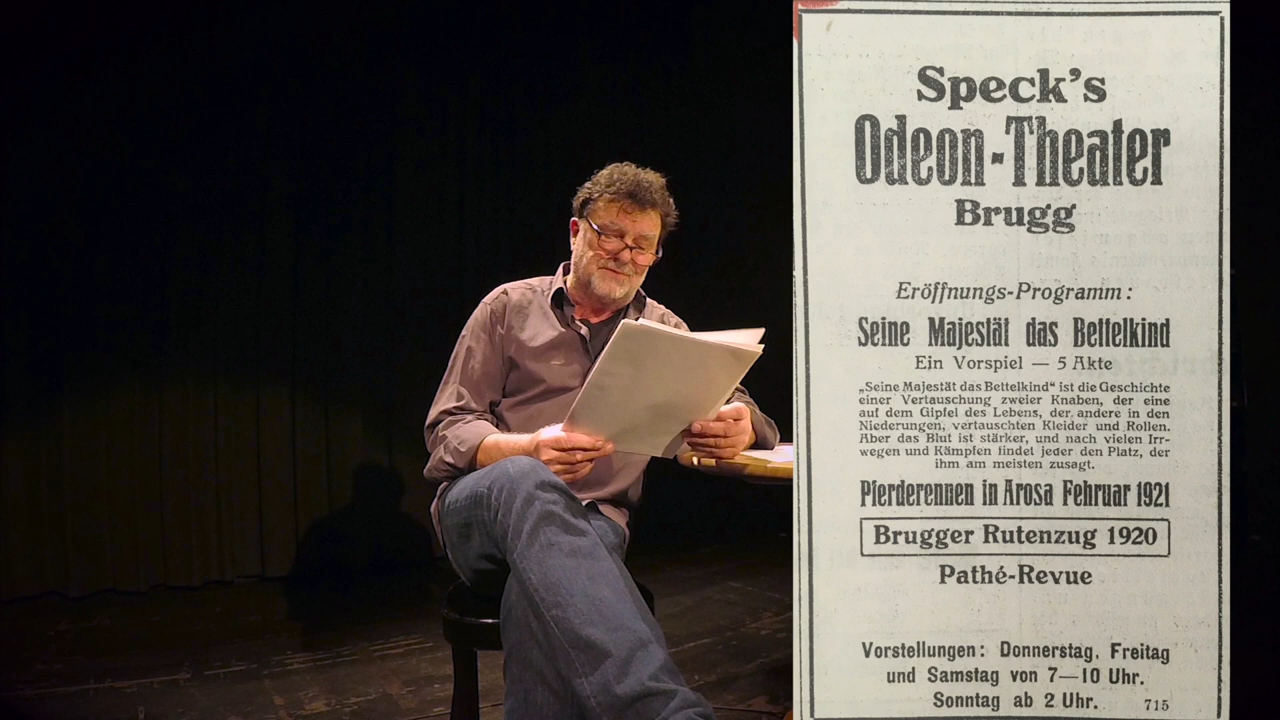 Speck's
Odeon-Theater
Brugg
Eröffnungs-Programm:
Seine Majestät das Bettelkind
Ein Vorspiel — 5 Akte
„Seine Majestät das Bettelkind" ist die Geschichte
einer Vertauschung zweier Knaben, der eine
auf dem Gipfel des Lebens, der andere in den
Niederungen, vertauschten Kleider und Rollen.
Aber das Blut ist stärker, und nach vielen Irr-
wegen und Kämpfen findet jeder den Platz, der
ihm am meisten zusagt.
Pferderennen in Arosa Februar 1921
Brugger Rutenzug 1920
Pathé-Revue
Vorstellungen: Donnerstag, Freitag
und Samstag von 7—10 Uhr.
Sonntag ab 2 Uhr. 715